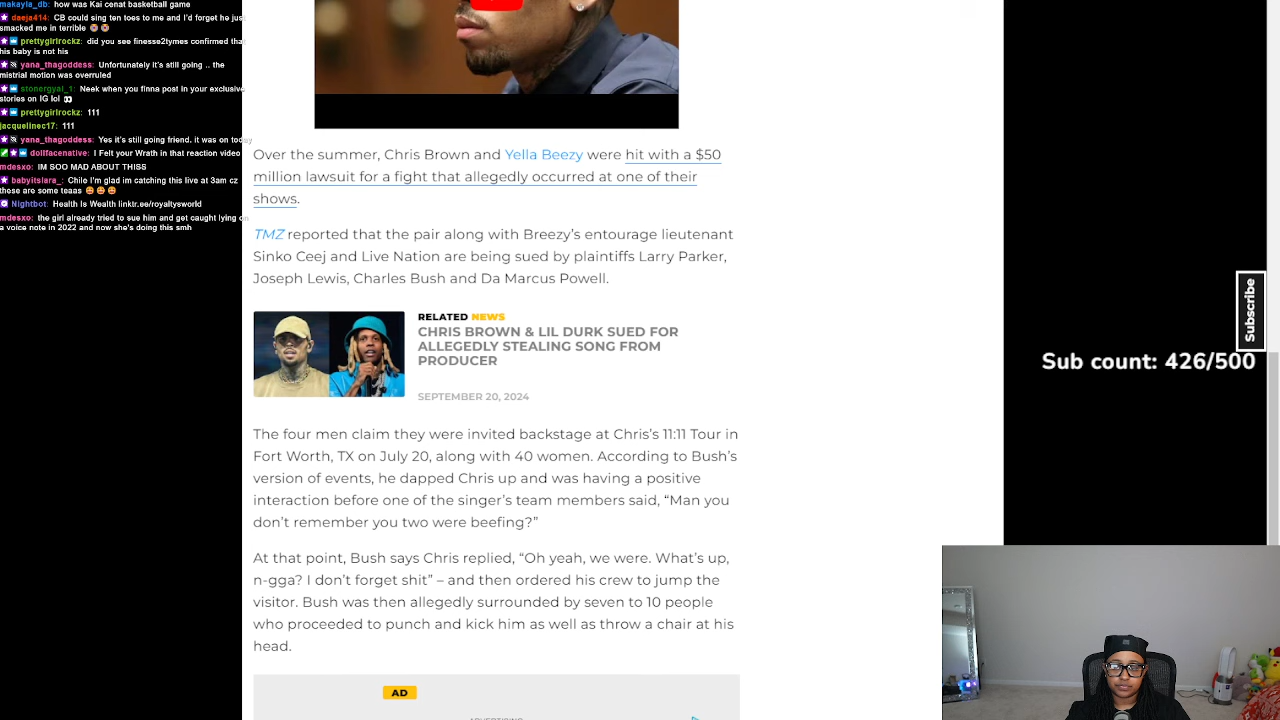 makayla_db: how was Kai cenat basketball game
daeja414: CB could sing ten toes to me and I'd forget he just
smacked me in terrible
prettygirlrockz: did you see finesse2tymes confirmed that
his baby is not his
yana_thagoddess: Unfortunately it's still going .. the
mistrial motion was overruled
stonergyal_1: Neek when you finna post in your exclusive
stories on IG lol
prettygirlrockz: 111
jacquelinec17: 111
yana_thagoddess: Yes it's still going friend. it was on today
dollfacenative: I Felt your Wrath in that reaction video
mdesxo: IM SOO MAD ABOUT THISS
babyitslara_: Chile I'm glad im catching this live at 3am cz
these are some teaas
Nightbot: Health Is Wealth linktr.ee/royaltysworld
mdesxo: the girl already tried to sue him and get caught lying on
a voice note in 2022 and now she's doing this smh
Over the summer, Chris Brown and Yella Beezy were hit with a $50
million lawsuit for a fight that allegedly occurred at one of their
shows.
TMZ reported that the pair along with Breezy's entourage lieutenant
Sinko Ceej and Live Nation are being sued by plaintiffs Larry Parker,
Joseph Lewis, Charles Bush and Da Marcus Powell.
RELATED NEWS
CHRIS BROWN & LIL DURK SUED FOR
ALLEGEDLY STEALING SONG FROM
PRODUCER
SEPTEMBER 20, 2024
The four men claim they were invited backstage at Chris's 11:11 Tour in
Fort Worth, TX on July 20, along with 40 women. According to Bush's
version of events, he dapped Chris up and was having a positive
interaction before one of the singer's team members said, "Man you
don't remember you two were beefing?"
At that point, Bush says Chris replied, "Oh yeah, we were. What's up,
n-gga? I don't forget shit" – and then ordered his crew to jump the
visitor. Bush was then allegedly surrounded by seven to 10 people
who proceeded to punch and kick him as well as throw a chair at his
head.
AD
ADVERTISING
Subscribe
Sub count: 426/500